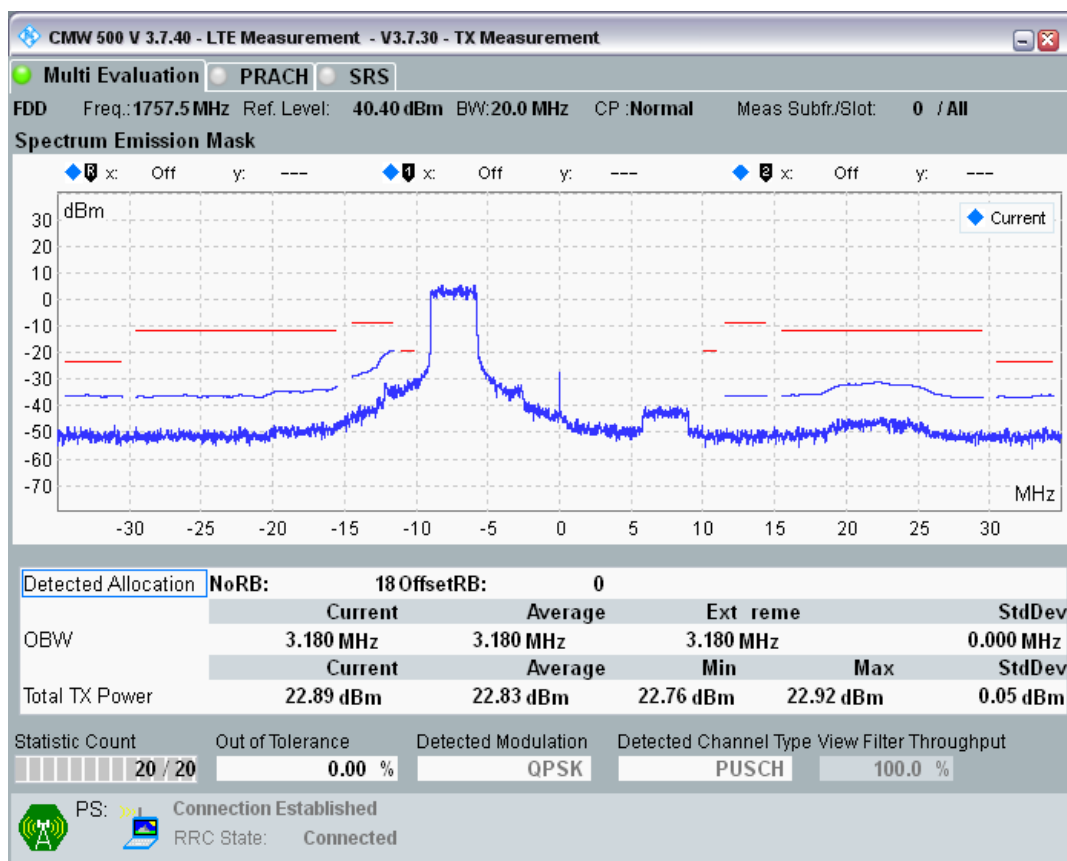 CMW 500 V 3.7.40 - LTE Measurement - V3.7.30 - TX Measurement
Multi Evaluation PRACH SRS
FDD Freq.: 1757.5 MHz Ref. Level: 40.40 dBm BW: 20.0 MHz CP : Normal Meas Subfr./Slot: 0 / All
Spectrum Emission Mask
R x: Off y: --- 1 x: Off y: --- 2 x: Off y: ---
dBm
Current
30
20
10
0
-10
-20
-30
-40
-50
-60
-70
MHz
-30 -25 -20 -15 -10 -5 0 5 10 15 20 25 30
Detected Allocation NoRB: 18 OffsetRB: 0
Current Average Ext reme StdDev
OBW 3.180 MHz 3.180 MHz 3.180 MHz 0.000 MHz
Current Average Min Max StdDev
Total TX Power 22.89 dBm 22.83 dBm 22.76 dBm 22.92 dBm 0.05 dBm
Statistic Count Out of Tolerance Detected Modulation Detected Channel Type View Filter Throughput
20 / 20 0.00 % QPSK PUSCH 100.0 %
PS: Connection Established
RRC State: Connected